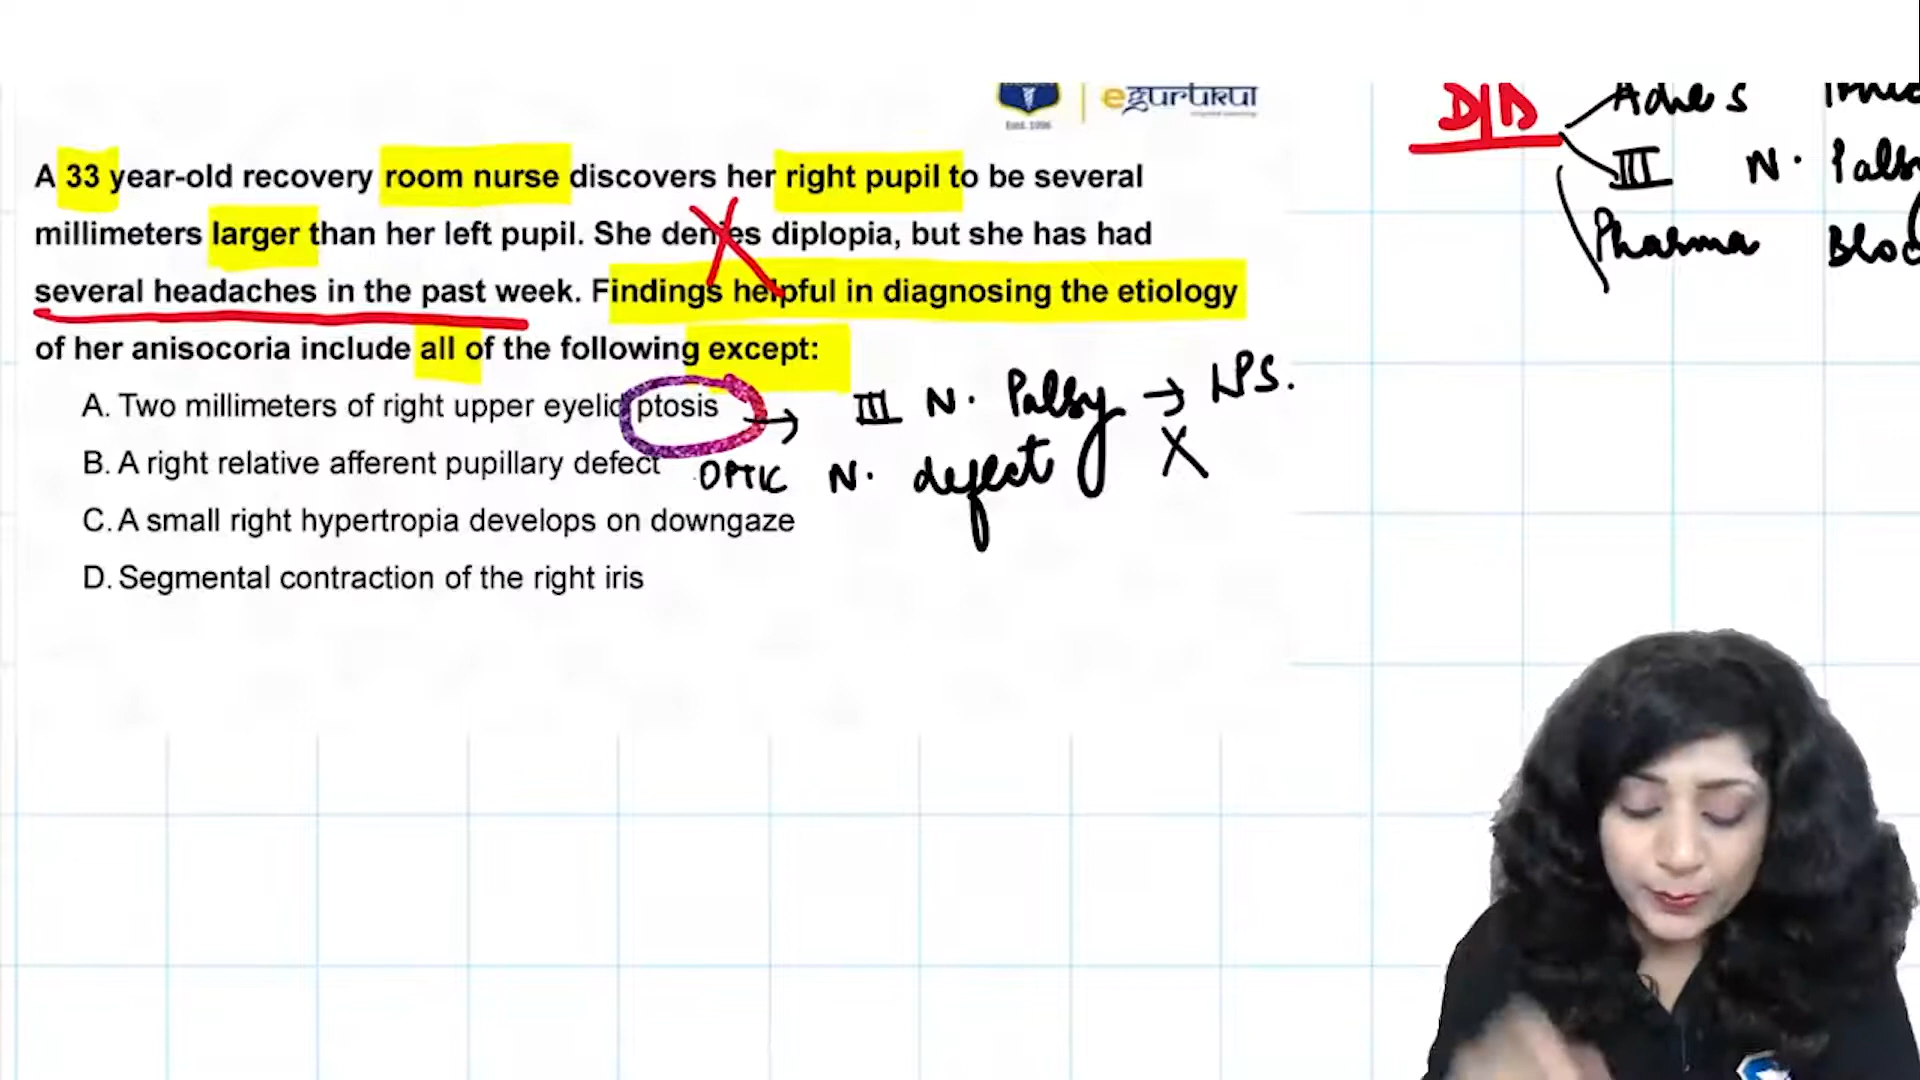 egurukul
Estd. 1996
D/D
Adie's
III N. Palsy
Pharma
A 33 year-old recovery room nurse discovers her right pupil to be several
millimeters larger than her left pupil. She denies diplopia, but she has had
several headaches in the past week. Findings helpful in diagnosing the etiology
of her anisocoria include all of the following except:
A. Two millimeters of right upper eyelid ptosis → III N. Palsy → LPS.
B. A right relative afferent pupillary defect OPTIC N. defect X
C. A small right hypertropia develops on downgaze
D. Segmental contraction of the right iris